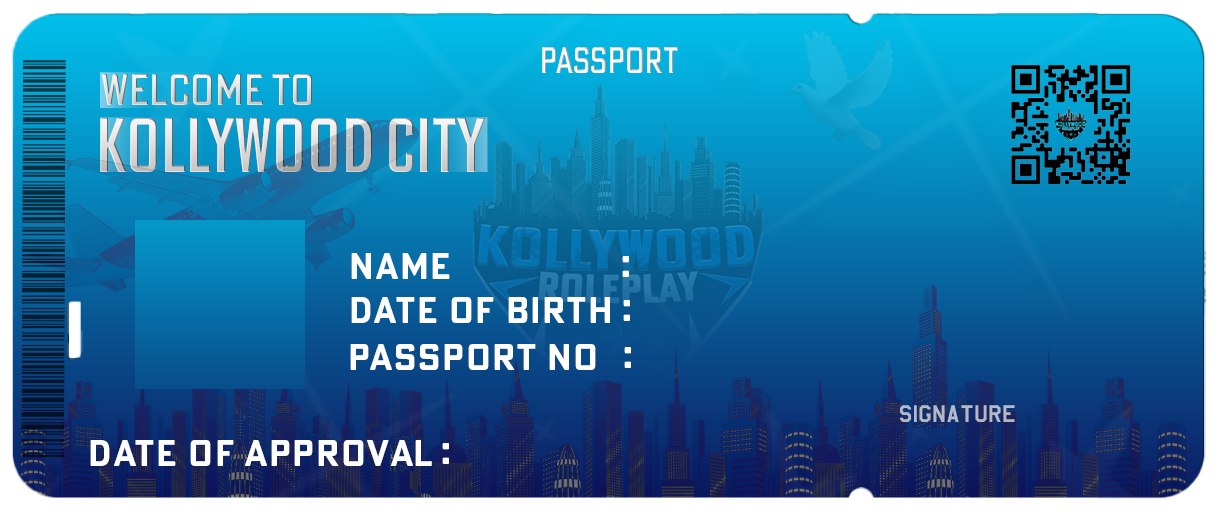 PASSPORT
WELCOME TO
KOLLYWOOD CITY
KOLLYWOOD
ROLEPLAY
NAME :
DATE OF BIRTH :
PASSPORT NO :
SIGNATURE
DATE OF APPROVAL :